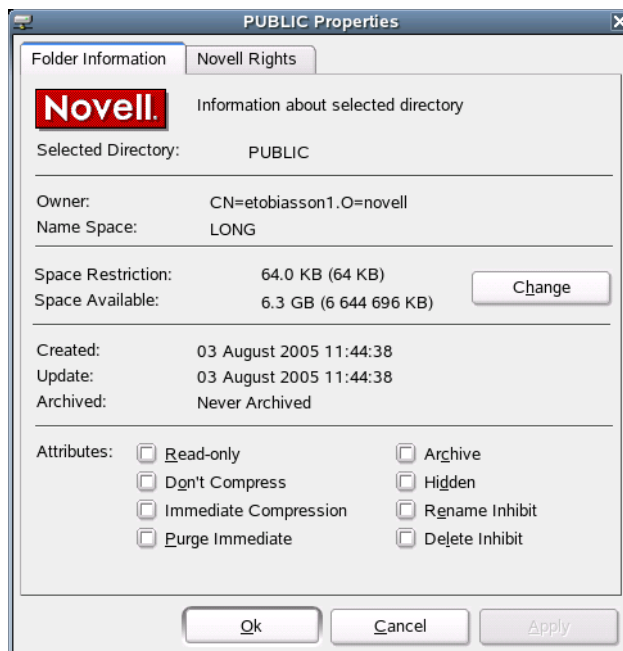 PUBLIC Properties
Folder Information
Novell Rights
Novell.
Information about selected directory
Selected Directory: PUBLIC
Owner: CN=etobiasson1.O=novell
Name Space: LONG
Space Restriction: 64.0 KB (64 KB)
Space Available: 6.3 GB (6 644 696 KB)
Change
Created: 03 August 2005 11:44:38
Update: 03 August 2005 11:44:38
Archived: Never Archived
Attributes:
Read-only
Archive
Don't Compress
Hidden
Immediate Compression
Rename Inhibit
Purge Immediate
Delete Inhibit
Ok
Cancel
Apply